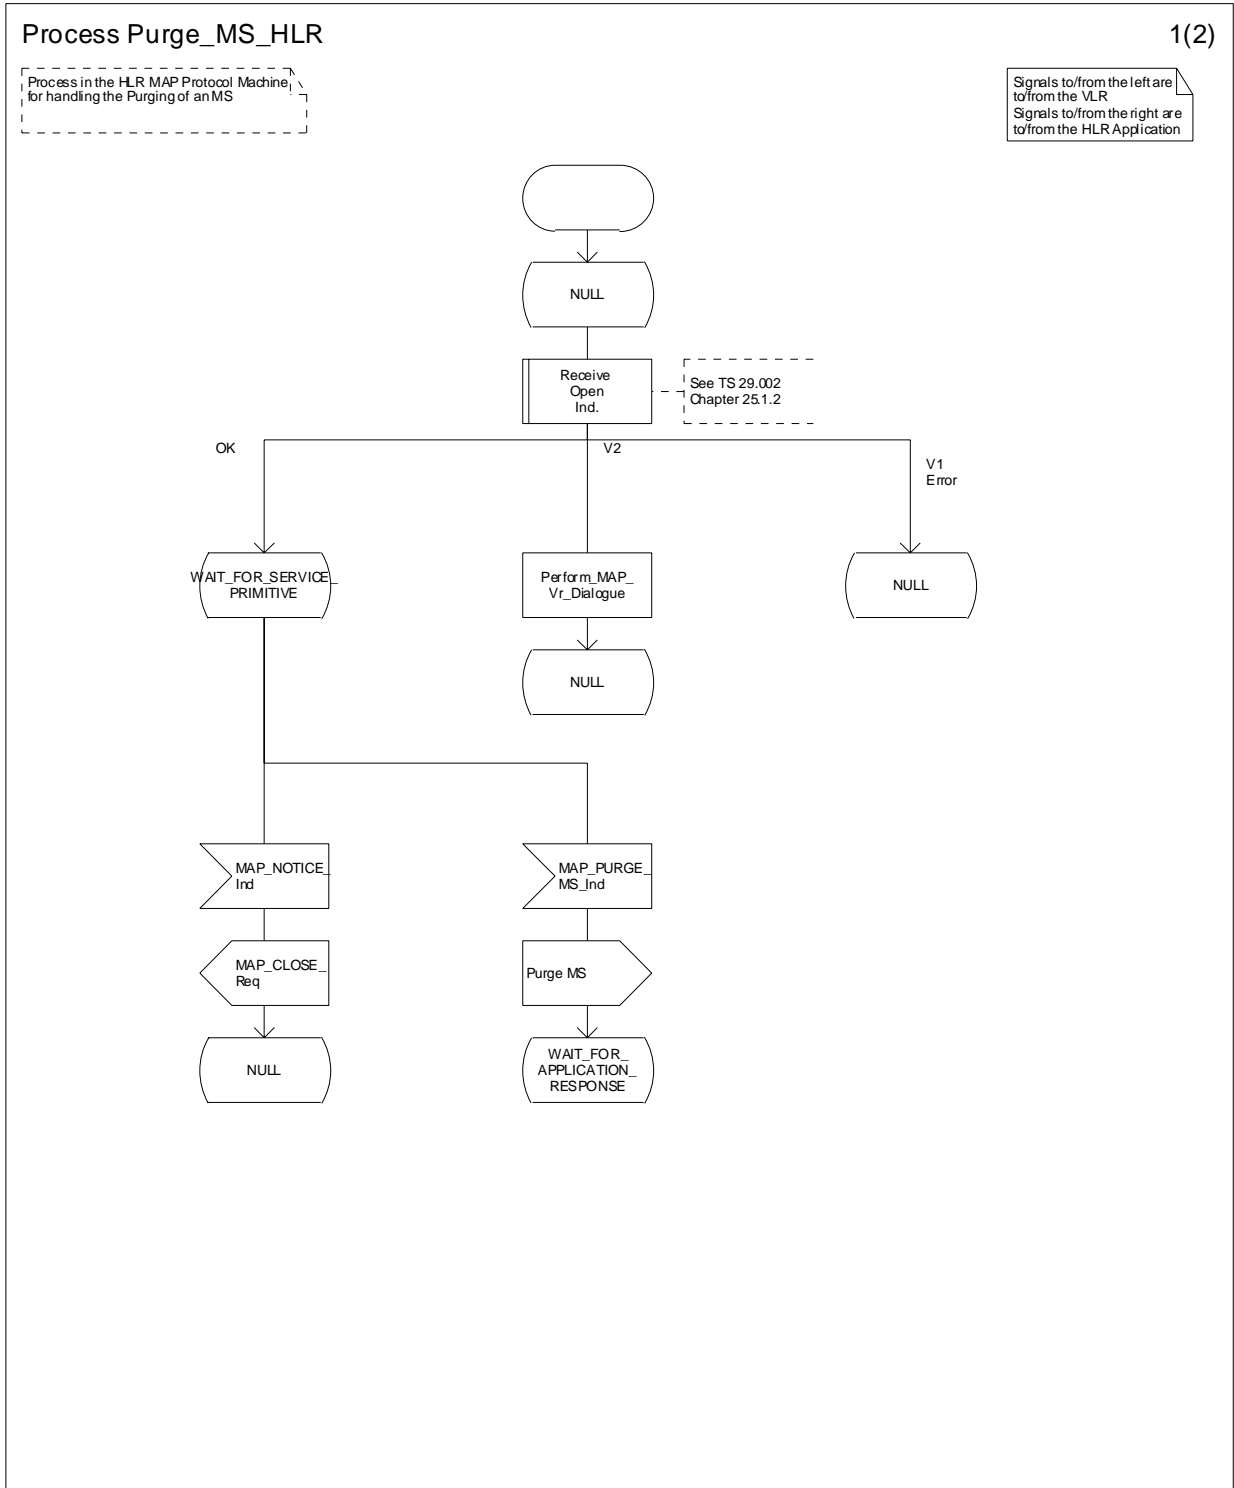 Process Purge_MS_HLR
1(2)
Process in the HLR MAP Protocol Machine
for handling the Purging of an MS
Signals to/from the left are
to/from the VLR
Signals to/from the right are
to/from the HLR Application
NULL
Receive
Open
Ind.
See TS 29.002
Chapter 25.1.2
OK
V2
V1
Error
WAIT_FOR_SERVICE_
PRIMITIVE
Perform_MAP_
Vr_Dialogue
NULL
NULL
MAP_NOTICE_
Ind
MAP_PURGE_
MS_Ind
MAP_CLOSE_
Req
Purge MS
NULL
WAIT_FOR_
APPLICATION_
RESPONSE